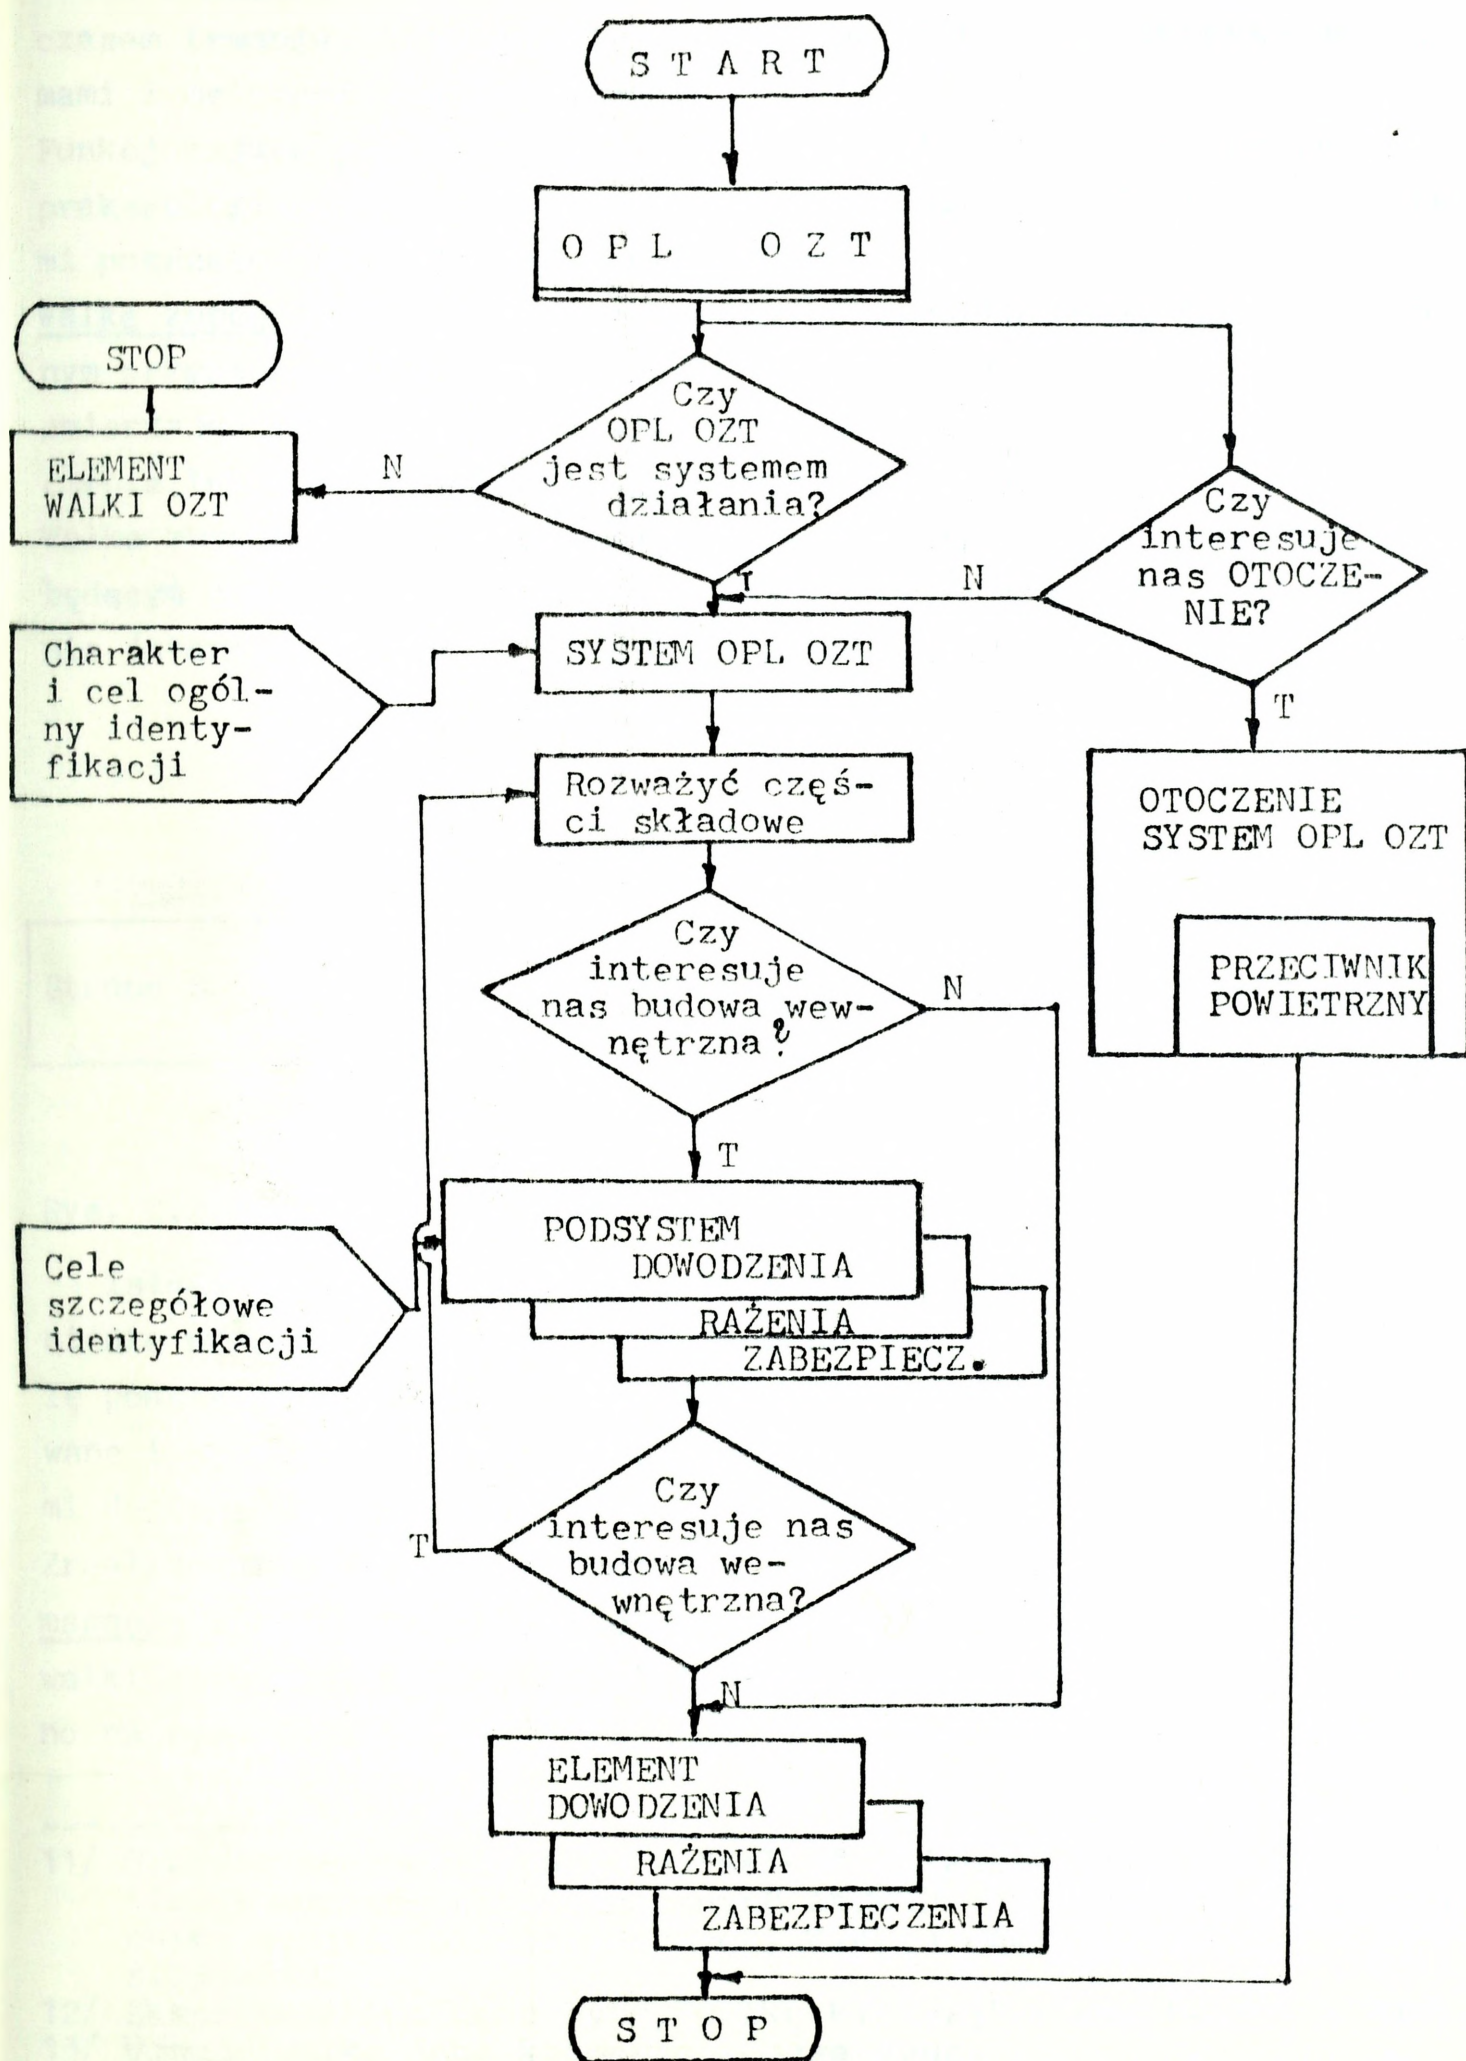 START
OPL OZT
STOP
Czy
OPL OZT
jest systemem
działania?
N
ELEMENT
WALKI OZT
Czy
interesuje
nas OTOCZE-
NIE?
N
T
T
SYSTEM OPL OZT
Charakter
i cel ogól-
ny identy-
fikacji
Rozważyć częś-
ci składowe
OTOCZENIE
SYSTEM OPL OZT
PRZECIWNIK
POWIETRZNY
Czy
interesuje
nas budowa wew-
nętrzna?
N
T
PODSYSTEM
DOWODZENIA
RAŻENIA
ZABEZPIECZ.
Cele
szczegółowe
identyfikacji
Czy
interesuje nas
budowa we-
wnętrzna?
T
N
ELEMENT
DOWODZENIA
RAŻENIA
ZABEZPIECZENIA
STOP